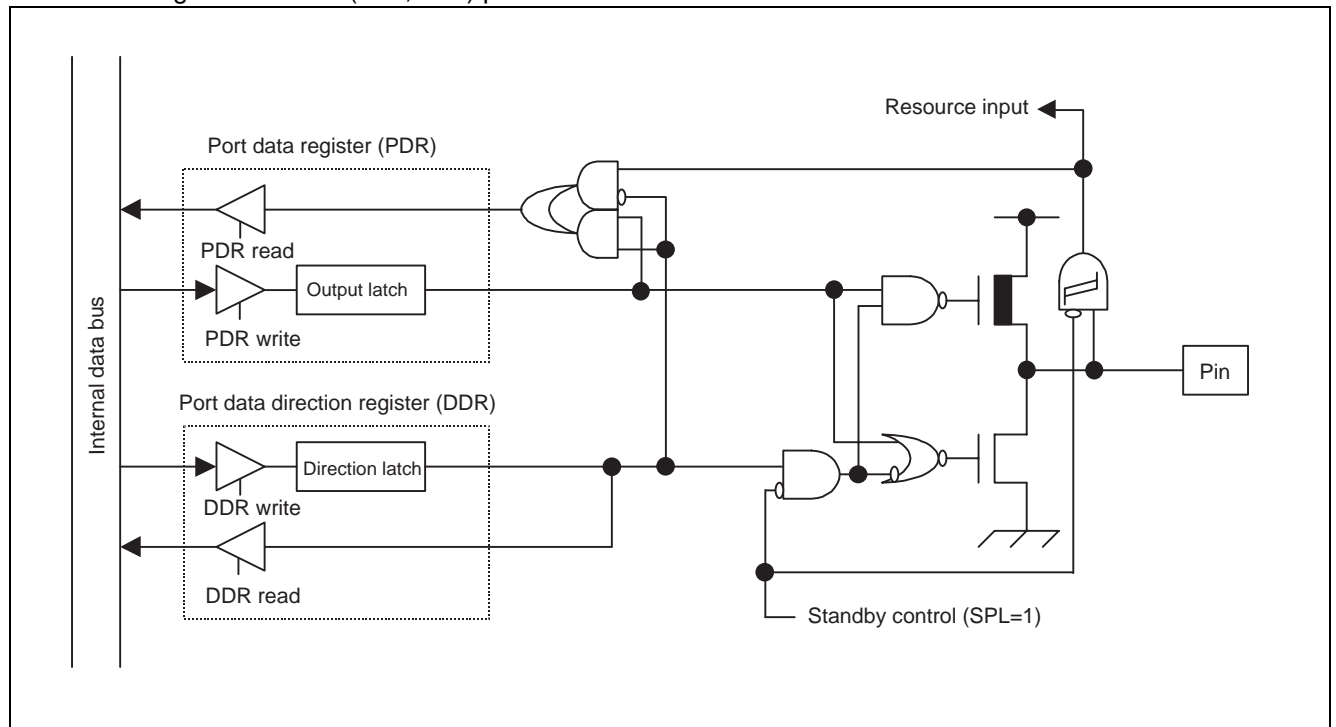 Resource input
Port data register (PDR)
PDR read
Output latch
PDR write
Internal data bus
Pin
Port data direction register (DDR)
Direction latch
DDR write
DDR read
Standby control (SPL=1)